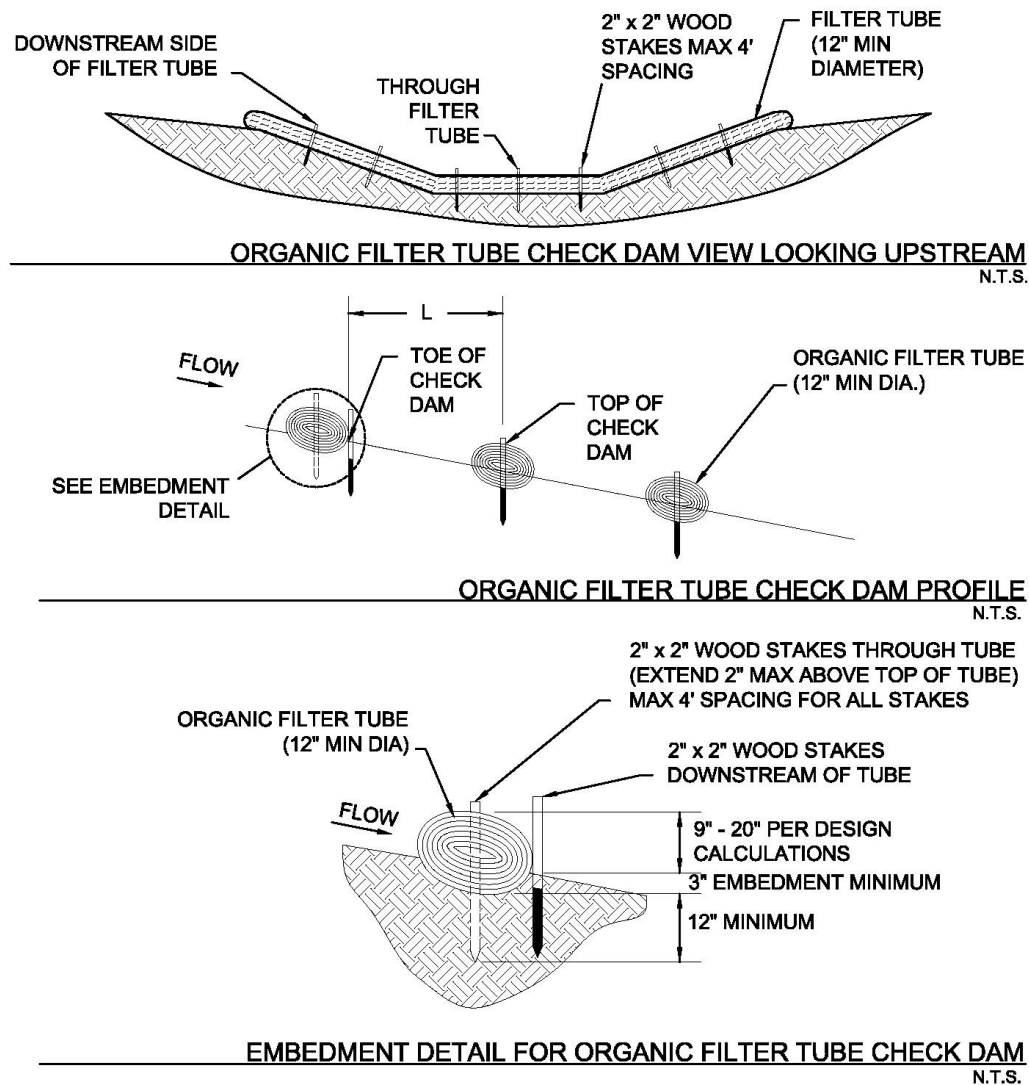 DOWNSTREAM SIDE
OF FILTER TUBE
THROUGH
FILTER
TUBE
2" x 2" WOOD
STAKES MAX 4'
SPACING
FILTER TUBE
(12" MIN
DIAMETER)
ORGANIC FILTER TUBE CHECK DAM VIEW LOOKING UPSTREAM
N.T.S.
L
FLOW
TOE OF
CHECK
DAM
TOP OF
CHECK
DAM
ORGANIC FILTER TUBE
(12" MIN DIA.)
SEE EMBEDMENT
DETAIL
ORGANIC FILTER TUBE CHECK DAM PROFILE
N.T.S.
2" x 2" WOOD STAKES THROUGH TUBE
(EXTEND 2" MAX ABOVE TOP OF TUBE)
MAX 4' SPACING FOR ALL STAKES
ORGANIC FILTER TUBE
(12" MIN DIA)
2" x 2" WOOD STAKES
DOWNSTREAM OF TUBE
FLOW
9" - 20" PER DESIGN
CALCULATIONS
3" EMBEDMENT MINIMUM
12" MINIMUM
EMBEDMENT DETAIL FOR ORGANIC FILTER TUBE CHECK DAM
N.T.S.